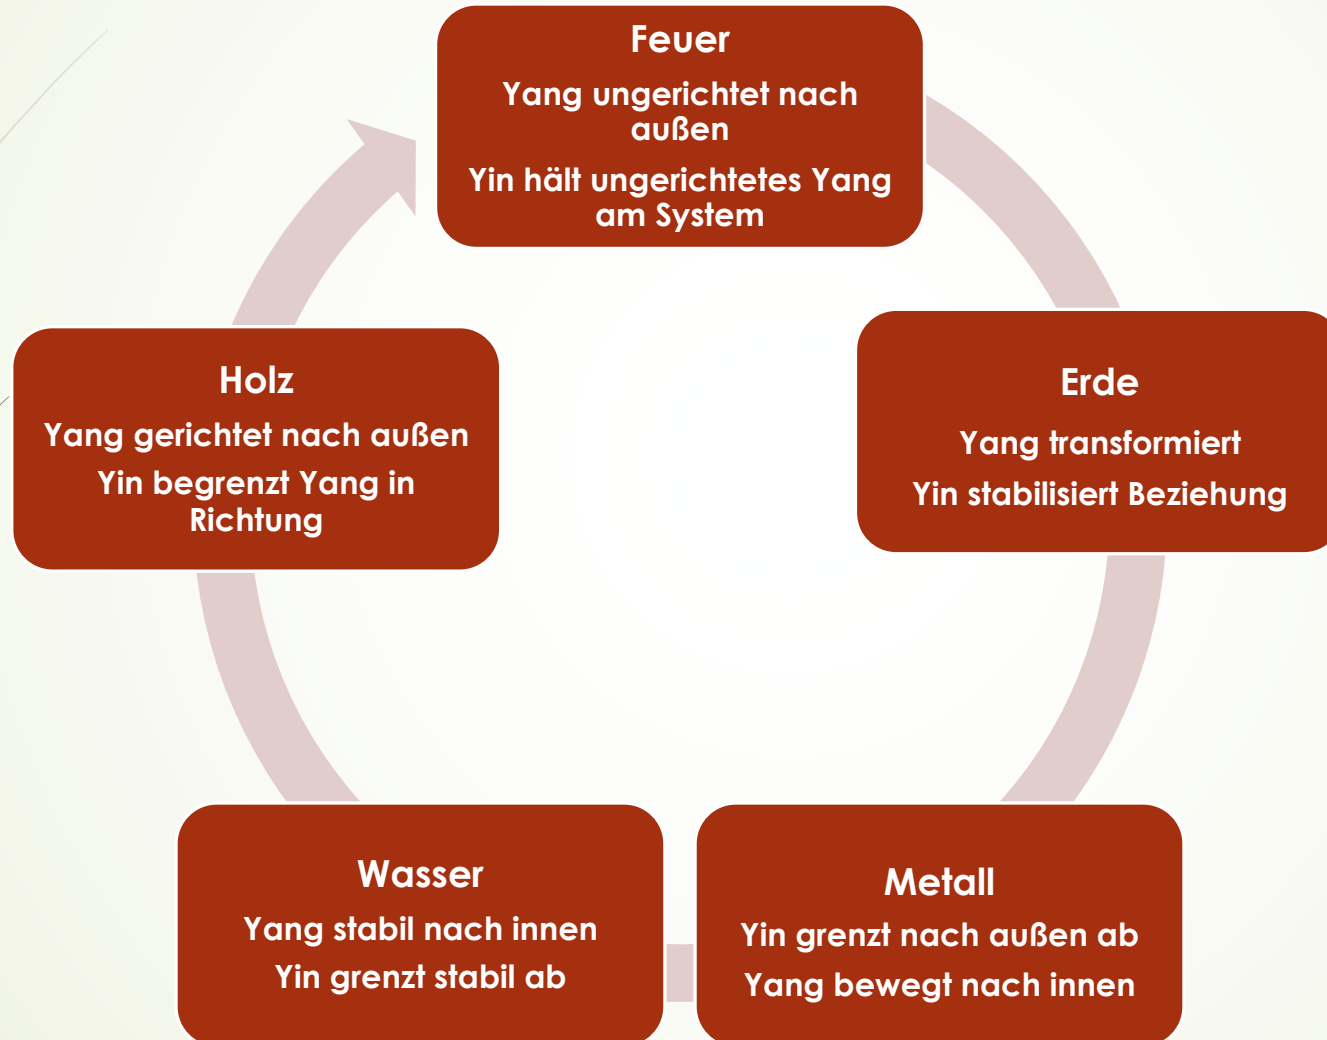 Feuer
Yang ungerichtet nach
außen
Yin hält ungerichtetes Yang
am System
Holz
Yang gerichtet nach außen
Yin begrenzt Yang in
Richtung
Erde
Yang transformiert
Yin stabilisiert Beziehung
Wasser
Yang stabil nach innen
Yin grenzt stabil ab
Metall
Yin grenzt nach außen ab
Yang bewegt nach innen